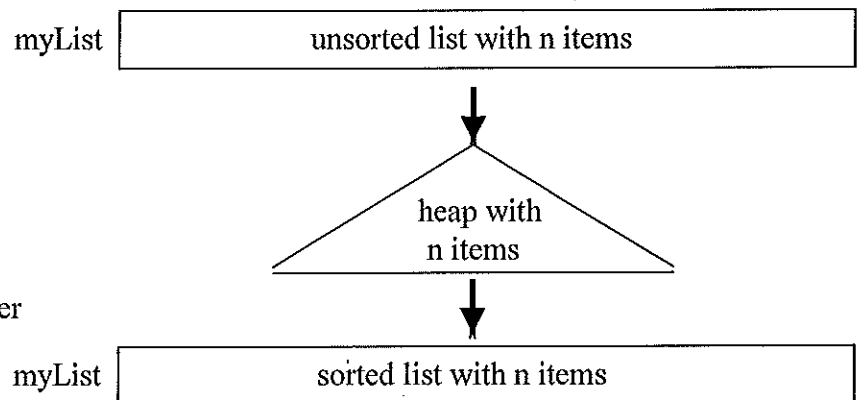 myList unsorted list with n items
heap with
n items
er
myList sorted list with n items